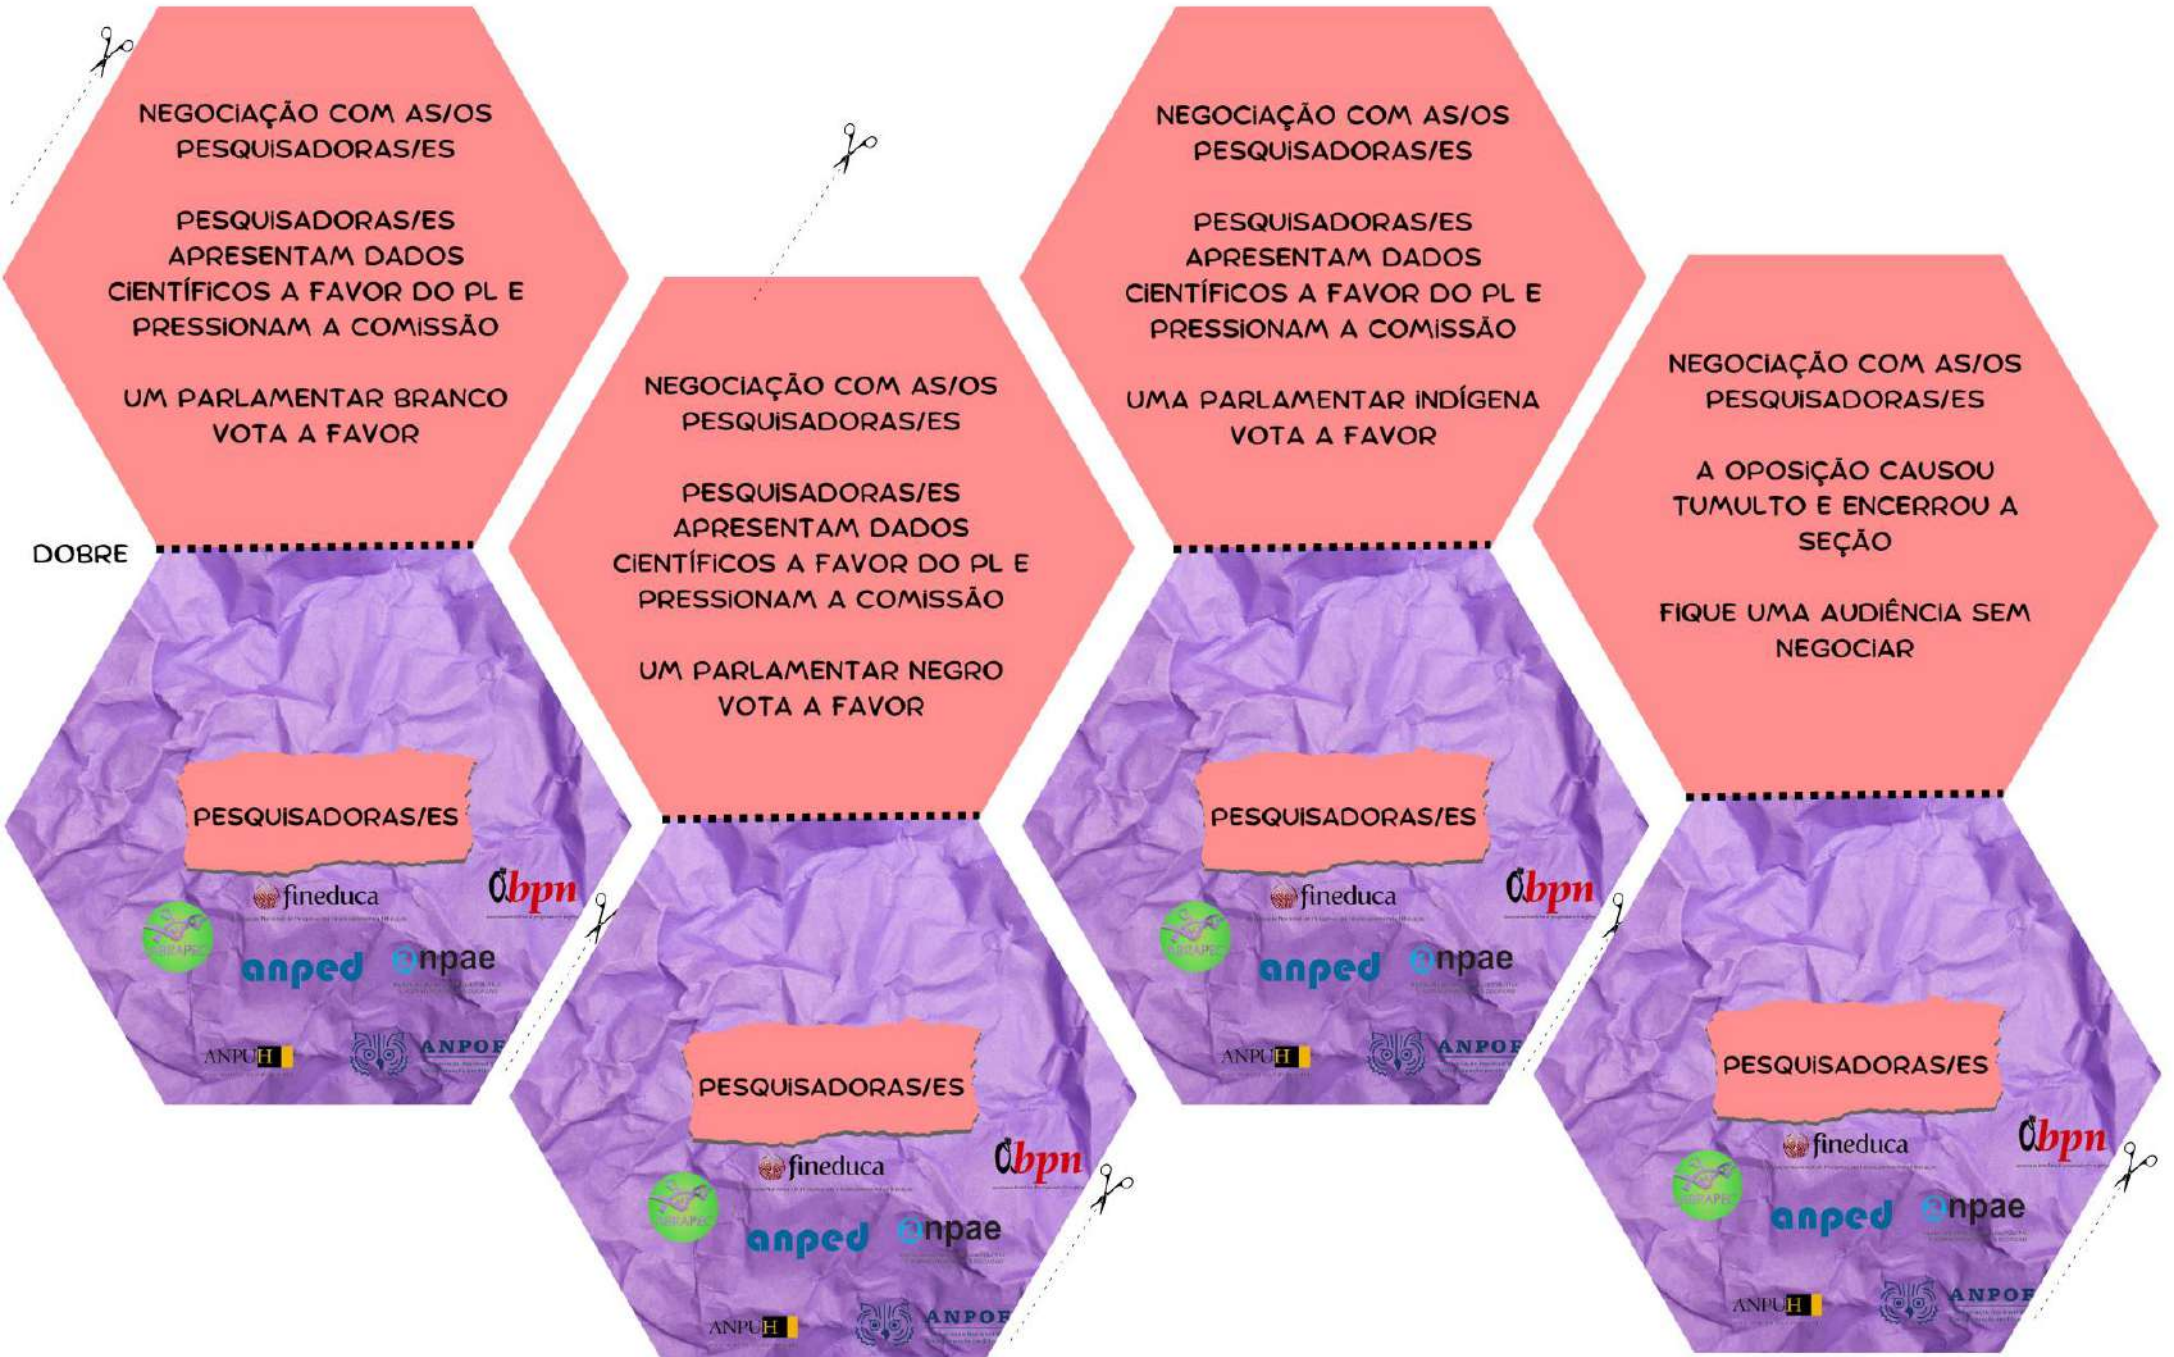 NEGOCIAÇÃO COM AS/OS
PESQUISADORAS/ES
PESQUISADORAS/ES
APRESENTAM DADOS
CIENTÍFICOS A FAVOR DO PL E
PRESSIONAM A COMISSÃO
UM PARLAMENTAR BRANCO
VOTA A FAVOR
DOBRE
PESQUISADORAS/ES
fineduca
abpn
ABRAPEC
anped
anpae
ANPUH
ANPOF
NEGOCIAÇÃO COM AS/OS
PESQUISADORAS/ES
PESQUISADORAS/ES
APRESENTAM DADOS
CIENTÍFICOS A FAVOR DO PL E
PRESSIONAM A COMISSÃO
UM PARLAMENTAR NEGRO
VOTA A FAVOR
PESQUISADORAS/ES
fineduca
abpn
ABRAPEC
anped
anpae
ANPUH
ANPOF
NEGOCIAÇÃO COM AS/OS
PESQUISADORAS/ES
PESQUISADORAS/ES
APRESENTAM DADOS
CIENTÍFICOS A FAVOR DO PL E
PRESSIONAM A COMISSÃO
UMA PARLAMENTAR INDÍGENA
VOTA A FAVOR
PESQUISADORAS/ES
fineduca
abpn
ABRAPEC
anped
anpae
ANPUH
ANPOF
NEGOCIAÇÃO COM AS/OS
PESQUISADORAS/ES
A OPOSIÇÃO CAUSOU
TUMULTO E ENCERROU A
SEÇÃO
FIQUE UMA AUDIÊNCIA SEM
NEGOCIAR
PESQUISADORAS/ES
fineduca
abpn
ABRAPEC
anped
anpae
ANPUH
ANPOF